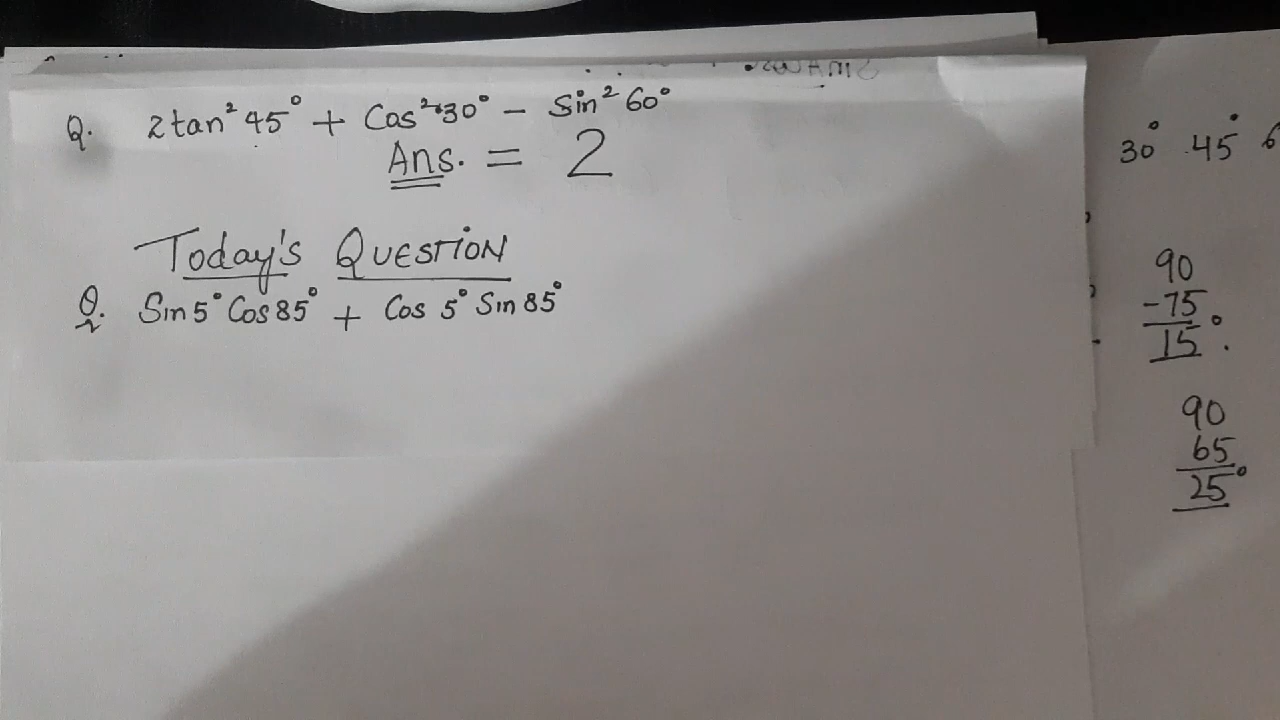 Q. 2tan² 45° + Cos² 30° – Sin² 60°
Ans. = 2
Today's QUESTION
Q. Sin 5° Cos 85° + Cos 5° Sin 85°
30° 45° 6
90
-75
15°
90
65
25°